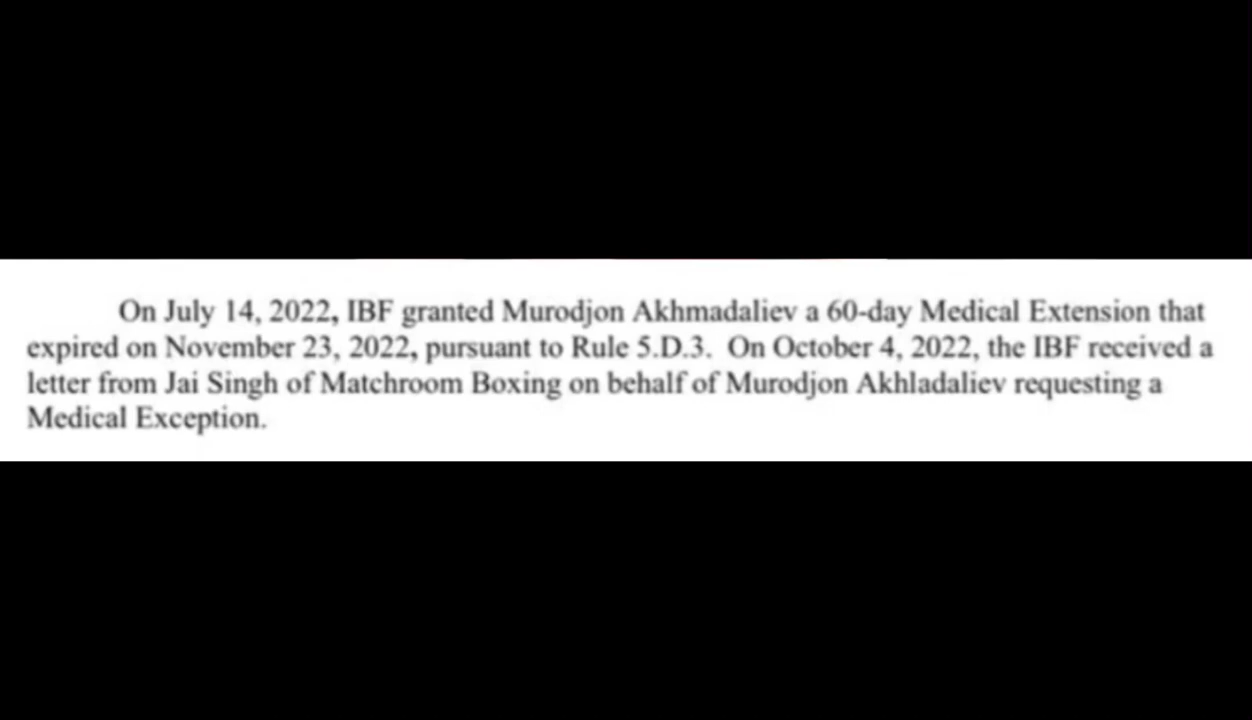 On July 14, 2022, IBF granted Murodjon Akhmadaliev a 60-day Medical Extension that
expired on November 23, 2022, pursuant to Rule 5.D.3.  On October 4, 2022, the IBF received a
letter from Jai Singh of Matchroom Boxing on behalf of Murodjon Akhladaliev requesting a
Medical Exception.